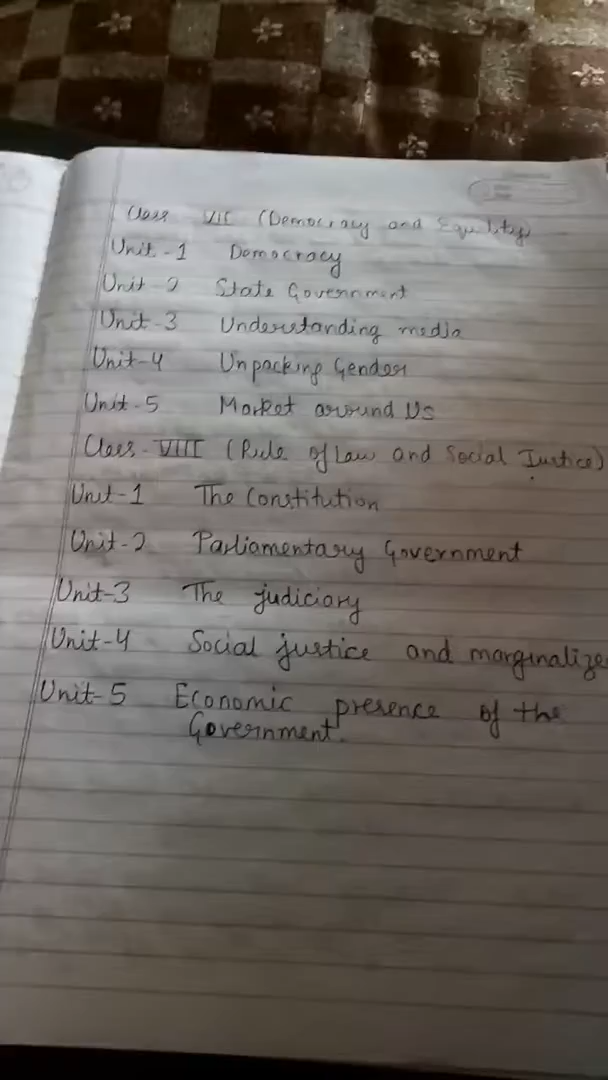 Class VII (Democracy and Equality)
Unit-1 Democracy
Unit-2 State Government
Unit-3 Understanding media
Unit-4 Unpacking Gender
Unit-5 Market around Us
Class-VIII (Rule of Law and Social Justice)
Unit-1 The Constitution
Unit-2 Parliamentary Government
Unit-3 The judiciary
Unit-4 Social justice and marginalize
Unit-5 Economic presence of the
Government.